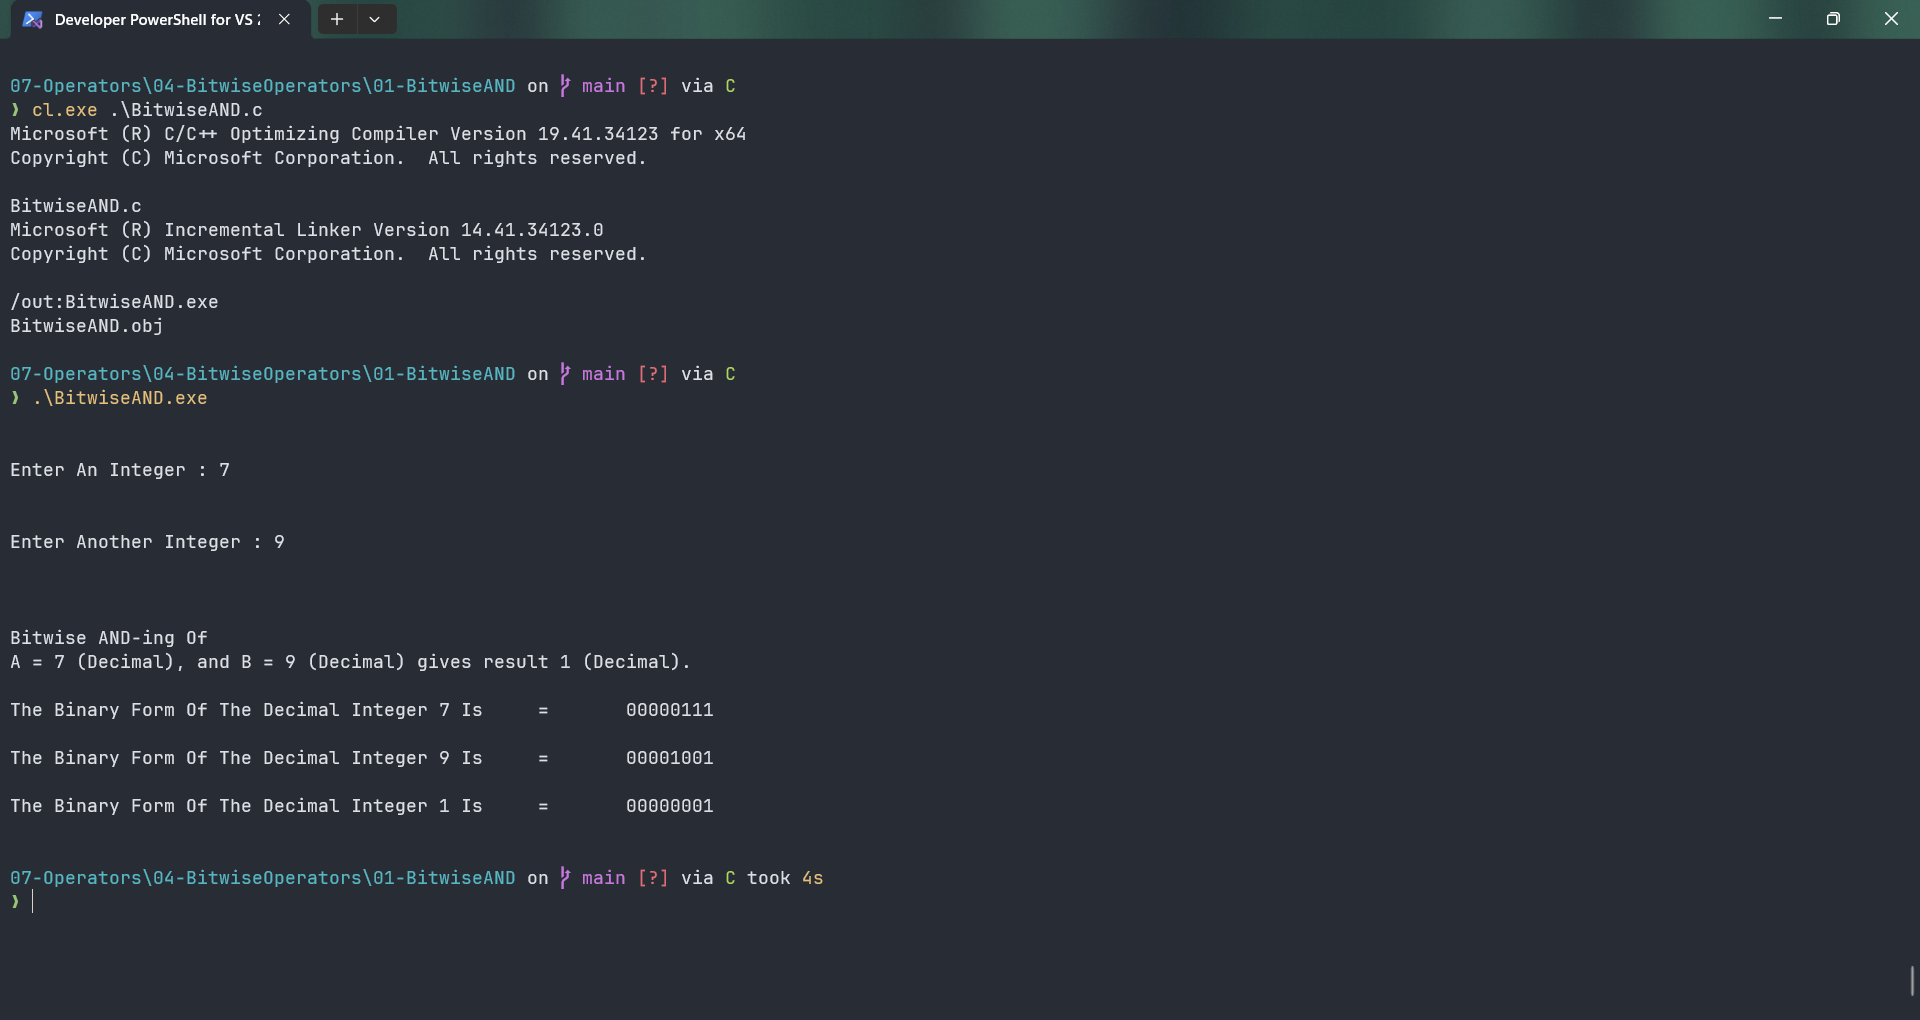 Developer PowerShell for VS
07-Operators\04-BitwiseOperators\01-BitwiseAND on main [?] via C
❯ cl.exe .\BitwiseAND.c
Microsoft (R) C/C++ Optimizing Compiler Version 19.41.34123 for x64
Copyright (C) Microsoft Corporation.  All rights reserved.
BitwiseAND.c
Microsoft (R) Incremental Linker Version 14.41.34123.0
Copyright (C) Microsoft Corporation.  All rights reserved.
/out:BitwiseAND.exe
BitwiseAND.obj
07-Operators\04-BitwiseOperators\01-BitwiseAND on main [?] via C
❯ .\BitwiseAND.exe
Enter An Integer : 7
Enter Another Integer : 9
Bitwise AND-ing Of
A = 7 (Decimal), and B = 9 (Decimal) gives result 1 (Decimal).
The Binary Form Of The Decimal Integer 7 Is     =       00000111
The Binary Form Of The Decimal Integer 9 Is     =       00001001
The Binary Form Of The Decimal Integer 1 Is     =       00000001
07-Operators\04-BitwiseOperators\01-BitwiseAND on main [?] via C took 4s
❯